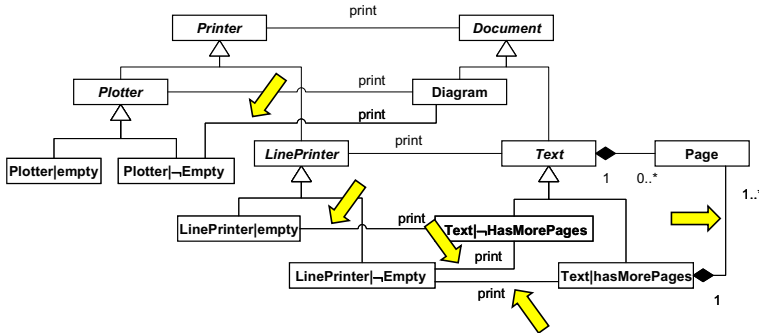 print
Printer
Document
print
Plotter
Diagram
print
print
LinePrinter
Text
Page
Plotter|empty
Plotter|¬Empty
1
0..*
1..*
print
LinePrinter|empty
Text|¬HasMorePages
print
LinePrinter|¬Empty
Text|hasMorePages
print
1